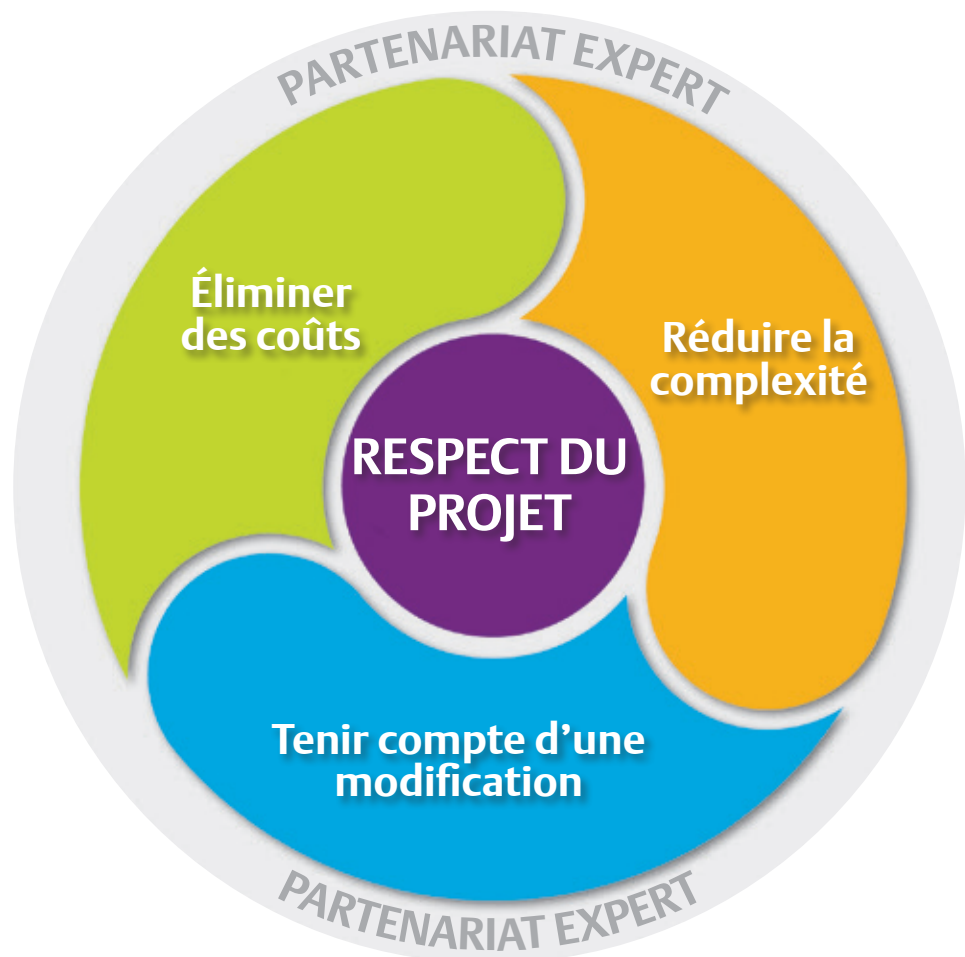 PARTENARIAT EXPERT
Éliminer
des coûts
Réduire la
complexité
RESPECT DU
PROJET
Tenir compte d’une
modification
PARTENARIAT EXPERT